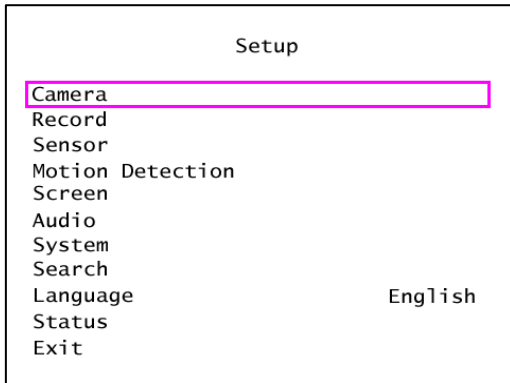 Setup
Camera
Record
Sensor
Motion Detection
Screen
Audio
System
Search
Language English
Status
Exit